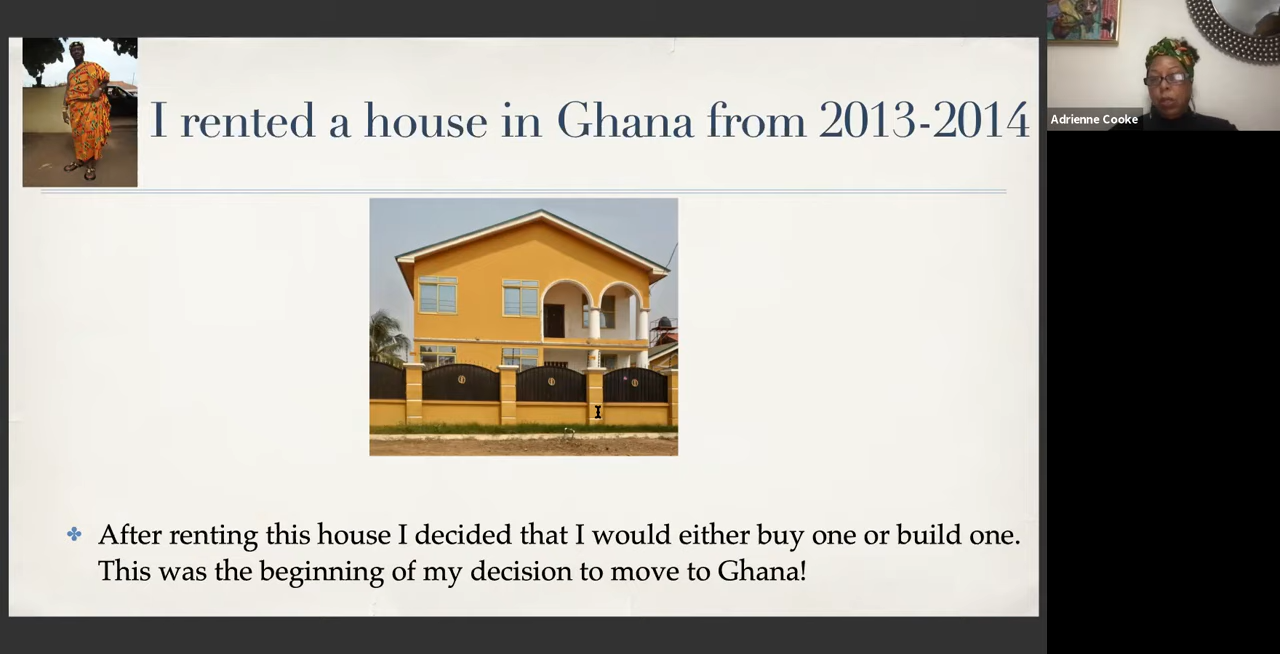 I rented a house in Ghana from 2013-2014
Adrienne Cooke
After renting this house I decided that I would either buy one or build one.
This was the beginning of my decision to move to Ghana!